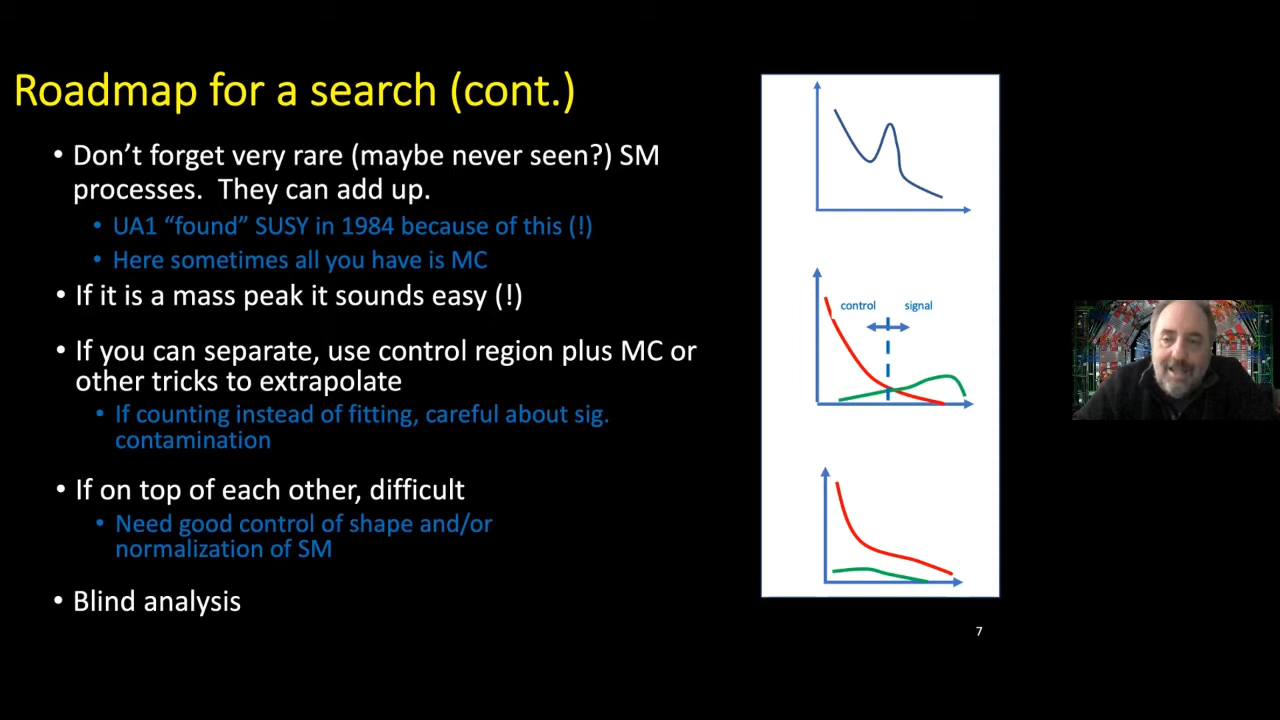 Roadmap for a search (cont.)
• Don’t forget very rare (maybe never seen?) SM
processes.  They can add up.
• UA1 “found” SUSY in 1984 because of this (!)
• Here sometimes all you have is MC
• If it is a mass peak it sounds easy (!)
• If you can separate, use control region plus MC or
other tricks to extrapolate
• If counting instead of fitting, careful about sig.
contamination
• If on top of each other, difficult
• Need good control of shape and/or
normalization of SM
• Blind analysis
control signal
7